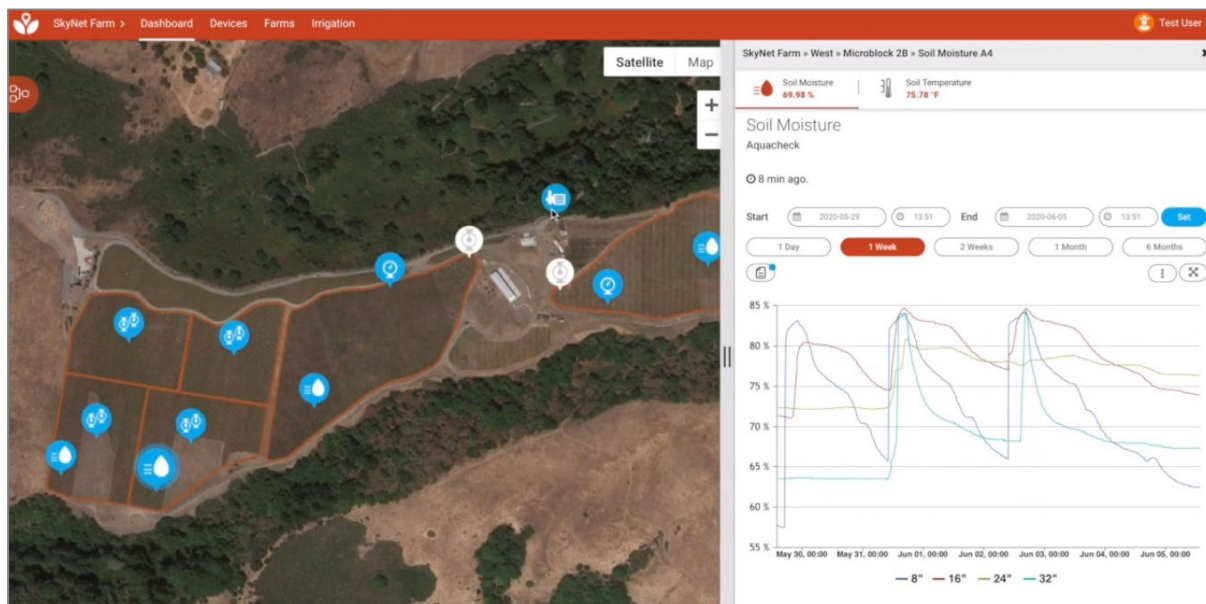 SkyNet Farm > Dashboard Devices Farms Irrigation Test User
Satellite Map
+
−
SkyNet Farm » West » Microblock 2B » Soil Moisture A4
Soil Moisture
69.98 %
Soil Temperature
75.78 °F
Soil Moisture
Aquacheck
8 min ago.
Start 2020-05-29 13:51 End 2020-06-05 13:51 Set
1 Day 1 Week 2 Weeks 1 Month 6 Months
85 %
80 %
75 %
70 %
65 %
60 %
55 %
May 30, 00:00 May 31, 00:00 Jun 01, 00:00 Jun 02, 00:00 Jun 03, 00:00 Jun 04, 00:00 Jun 05, 00:00
8" 16" 24" 32"